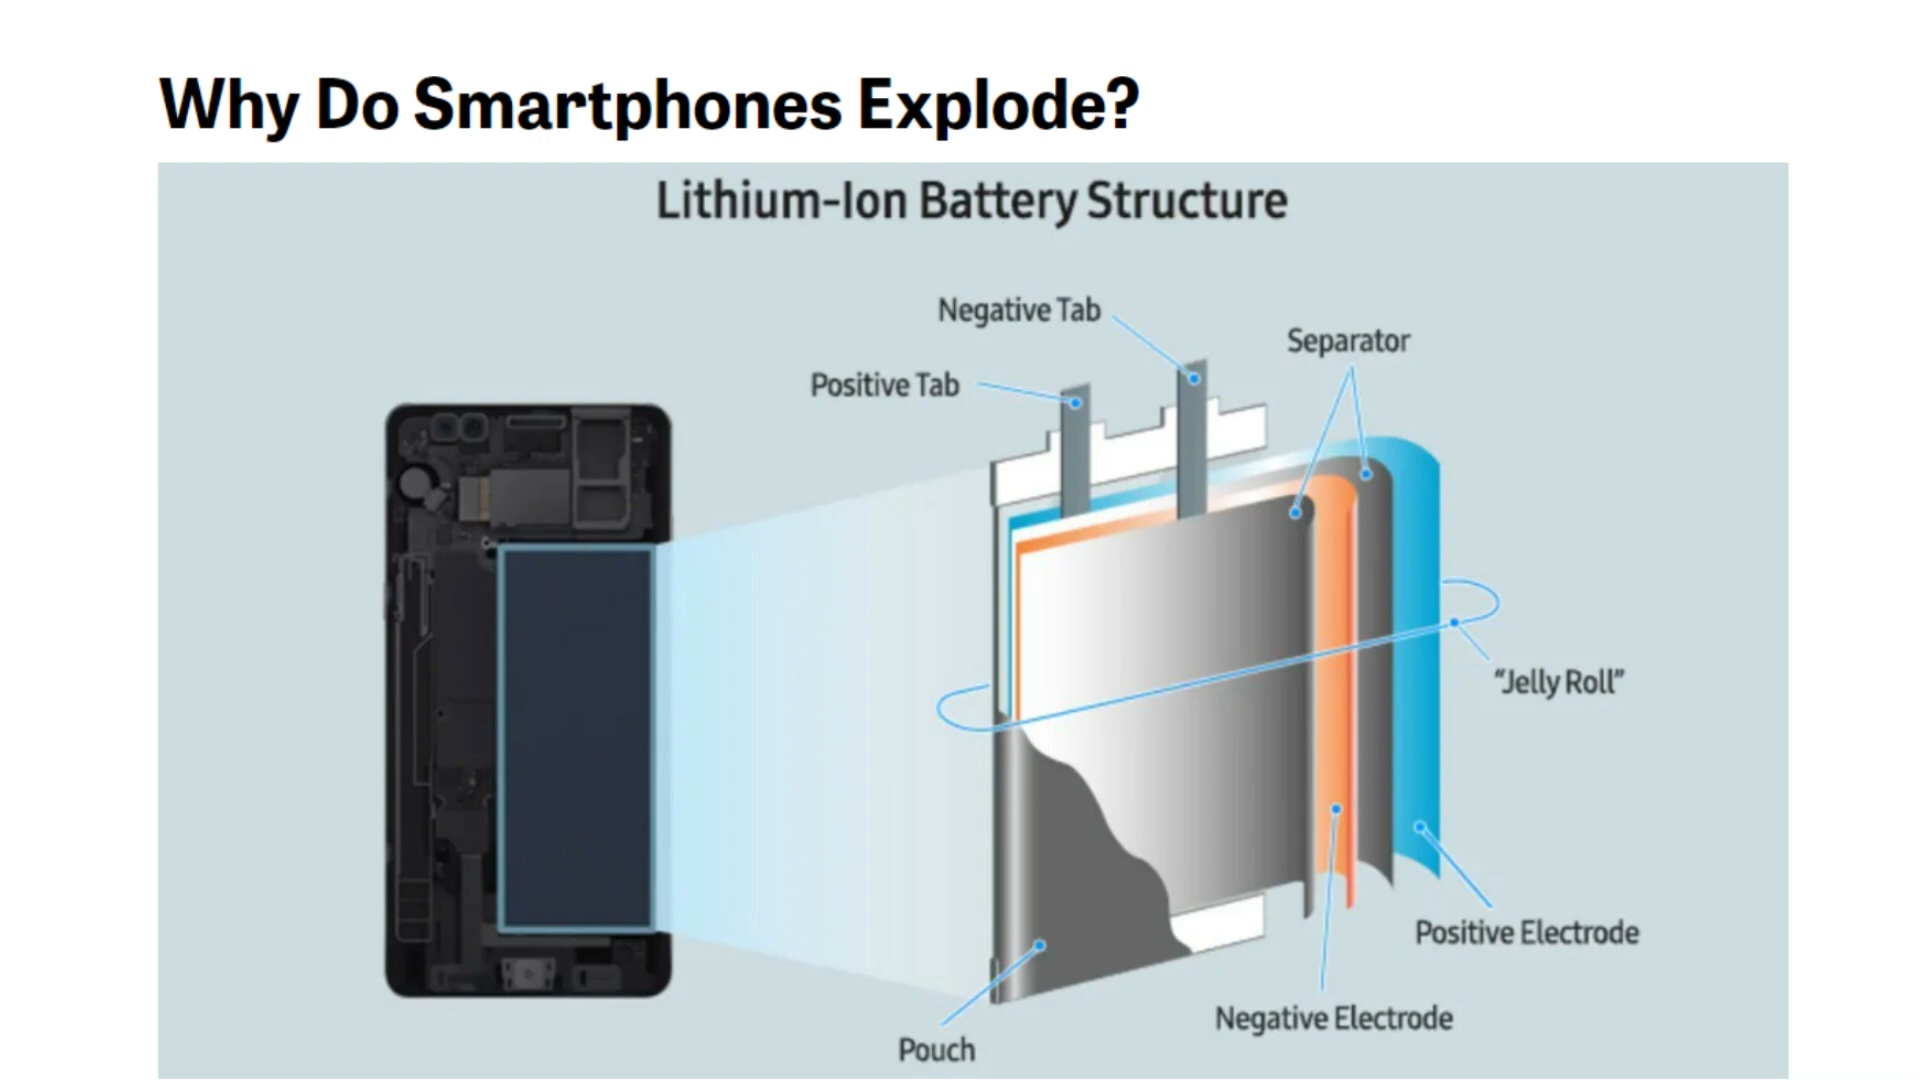 Why Do Smartphones Explode?
Lithium-Ion Battery Structure
Negative Tab
Separator
Positive Tab
“Jelly Roll”
Positive Electrode
Negative Electrode
Pouch